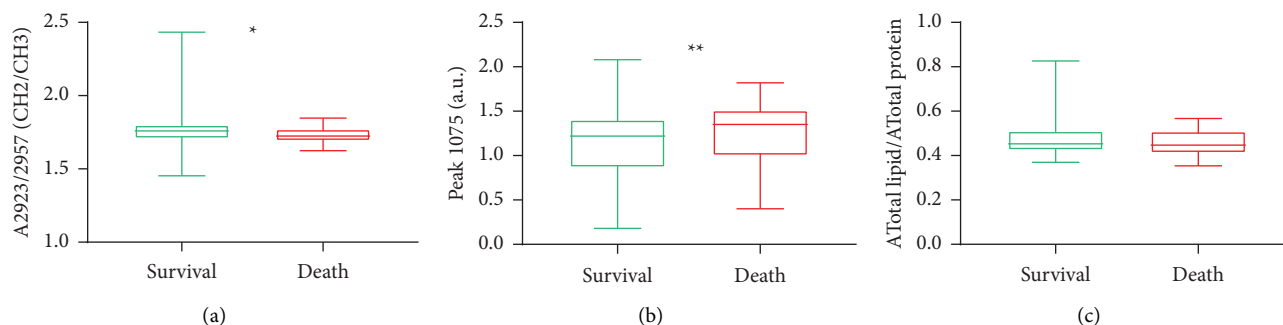 A2923/2957 (CH2/CH3)
2.5
2.0
1.5
1.0
*
Survival
Death
(a)
Peak 1075 (a.u.)
2.5
2.0
1.5
1.0
0.5
0.0
**
Survival
Death
(b)
ATotal lipid/ATotal protein
1.0
0.8
0.6
0.4
0.2
0.0
Survival
Death
(c)